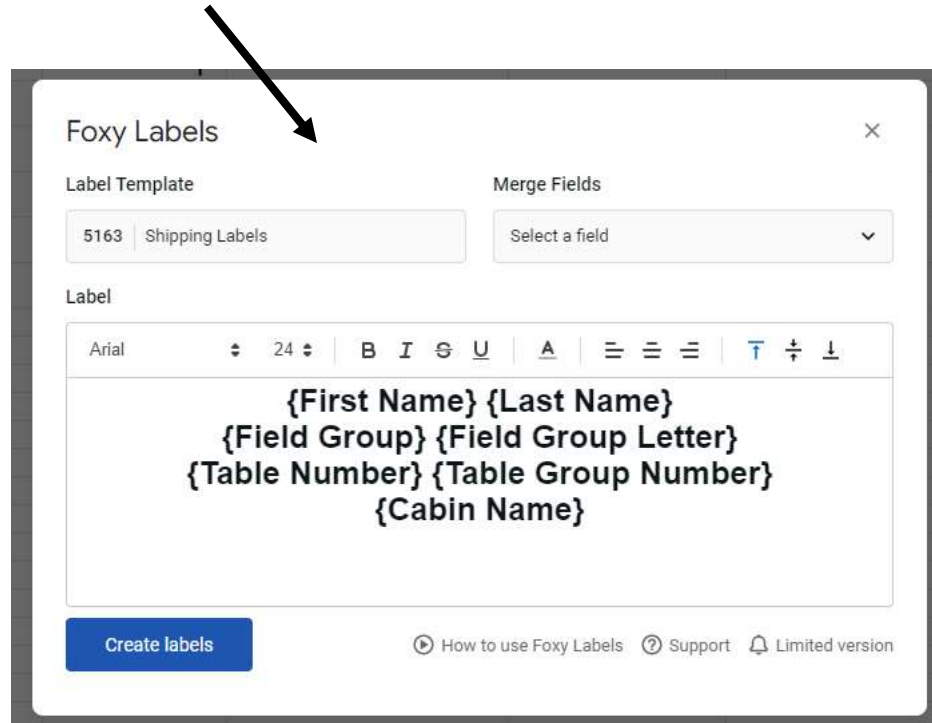 Foxy Labels
Label Template
Merge Fields
5163 Shipping Labels
Select a field
Label
Arial 24 B I S U A
{First Name} {Last Name}
{Field Group} {Field Group Letter}
{Table Number} {Table Group Number}
{Cabin Name}
Create labels
How to use Foxy Labels
Support
Limited version